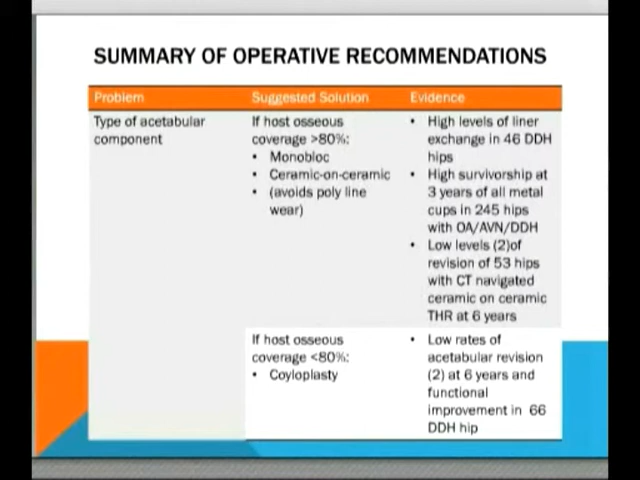 SUMMARY OF OPERATIVE RECOMMENDATIONS
Problem
Suggested Solution
Evidence
Type of acetabular
component
If host osseous
coverage >80%:
• Monobloc
• Ceramic-on-ceramic
• (avoids poly line
wear)
• High levels of liner
exchange in 46 DDH
hips
• High survivorship at
3 years of all metal
cups in 245 hips
with OA/AVN/DDH
• Low levels (2)of
revision of 53 hips
with CT navigated
ceramic on ceramic
THR at 6 years
If host osseous
coverage <80%:
• Coyloplasty
• Low rates of
acetabular revision
(2) at 6 years and
functional
improvement in 66
DDH hip